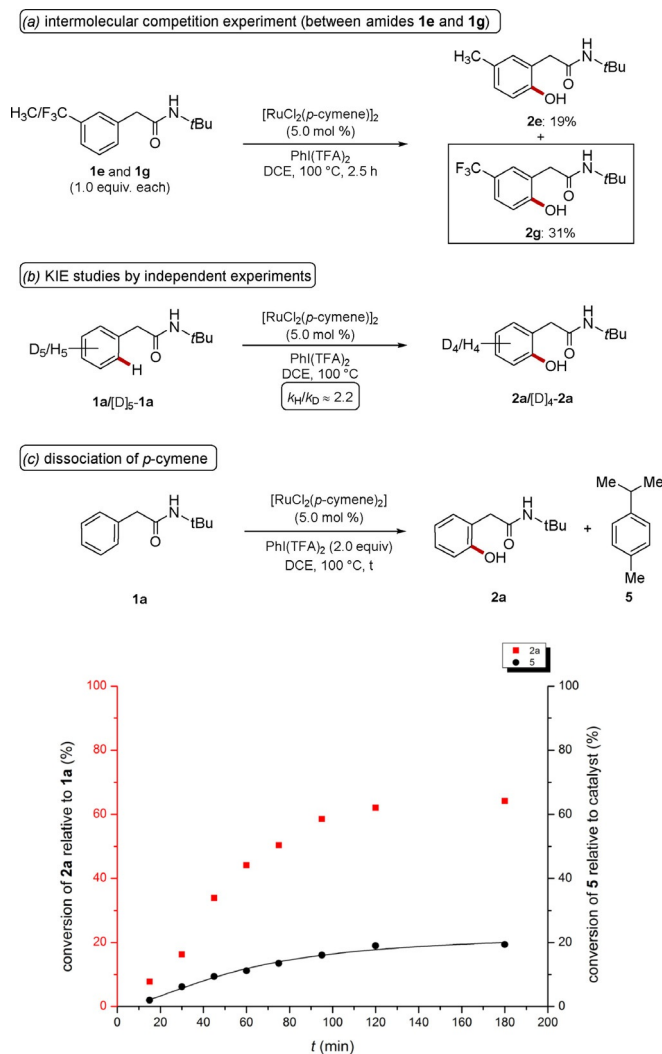 (a) intermolecular competition experiment (between amides 1e and 1g)
H3C/F3C
H
N
tBu
O
1e and 1g
(1.0 equiv. each)
[RuCl2(p-cymene)]2
(5.0 mol %)
PhI(TFA)2
DCE, 100 °C, 2.5 h
CH3
H
N
tBu
O
OH
2e: 19%
+
F3C
H
N
tBu
O
OH
2g: 31%
(b) KIE studies by independent experiments
D5/H5
H
H
N
tBu
O
1a/[D]5-1a
[RuCl2(p-cymene)]2
(5.0 mol %)
PhI(TFA)2
DCE, 100 °C
kH/kD ≈ 2.2
D4/H4
H
N
tBu
O
OH
2a/[D]4-2a
(c) dissociation of p-cymene
H
N
tBu
O
1a
[RuCl2(p-cymene)2]
(5.0 mol %)
PhI(TFA)2 (2.0 equiv)
DCE, 100 °C, t
H
N
tBu
O
OH
2a
+
Me
Me
Me
5
2a
5
conversion of 2a relative to 1a (%)
100
80
60
40
20
0
conversion of 5 relative to catalyst (%)
100
80
60
40
20
0
0 20 40 60 80 100 120 140 160 180 200
t (min)